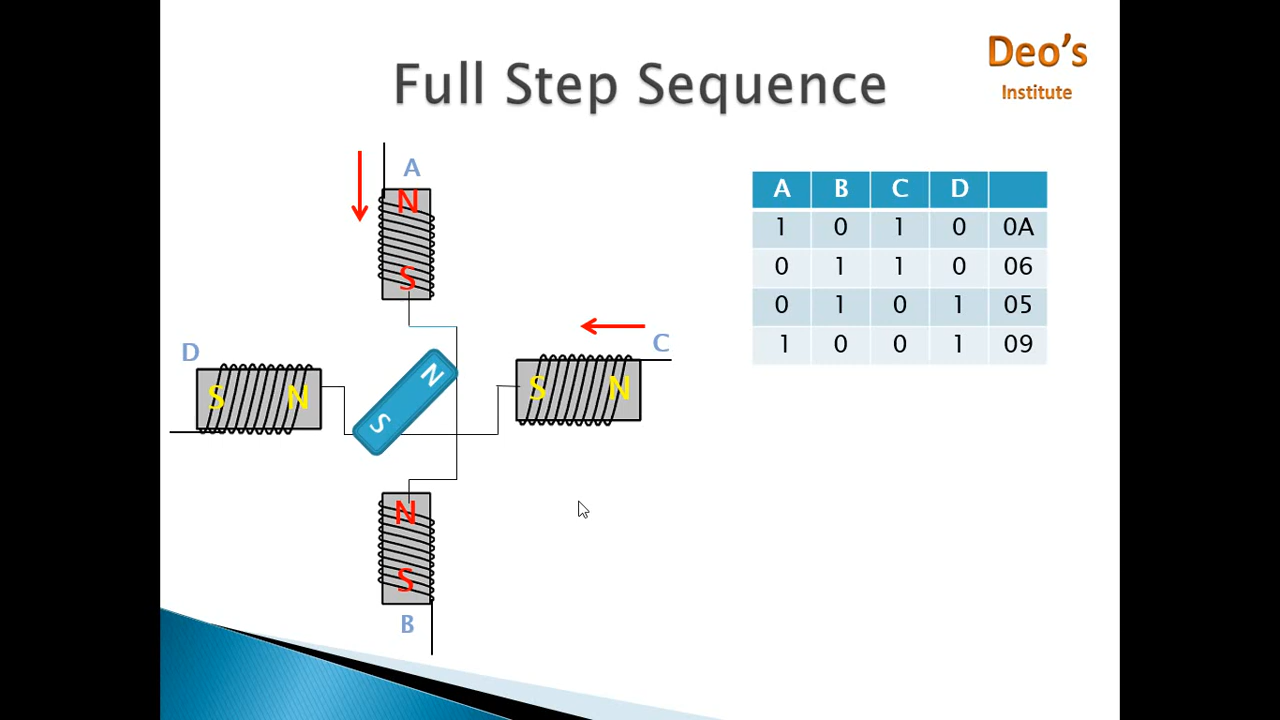 Deo's
Institute
Full Step Sequence
A
N
S
D
S N
N
S
C
S N
N
S
B
A B C D
1 0 1 0 0A
0 1 1 0 06
0 1 0 1 05
1 0 0 1 09